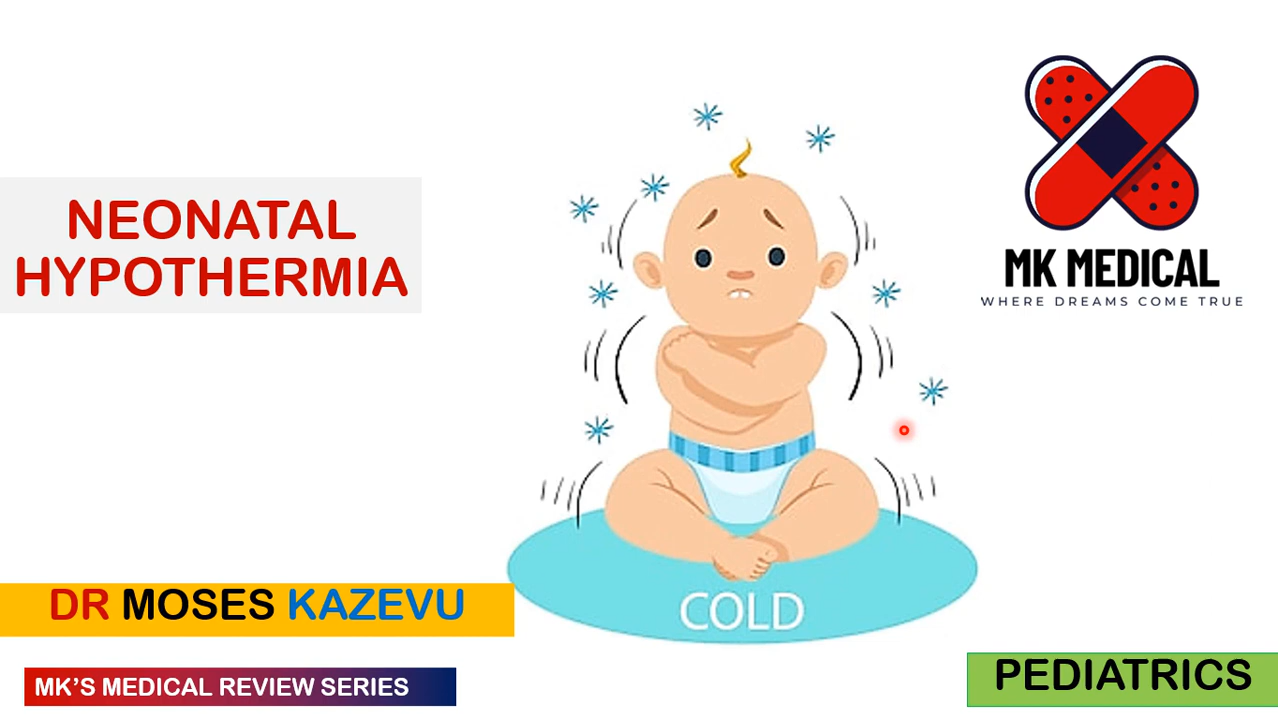 NEONATAL
HYPOTHERMIA
MK MEDICAL
WHERE DREAMS COME TRUE
COLD
DR MOSES KAZEVU
MK'S MEDICAL REVIEW SERIES
PEDIATRICS